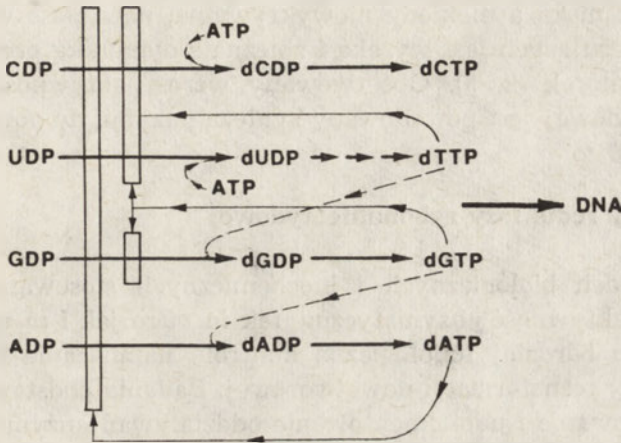 ATP
CDP dCDP dCTP
UDP dUDP dTTP
ATP
DNA
GDP dGDP dGTP
ADP dADP dATP